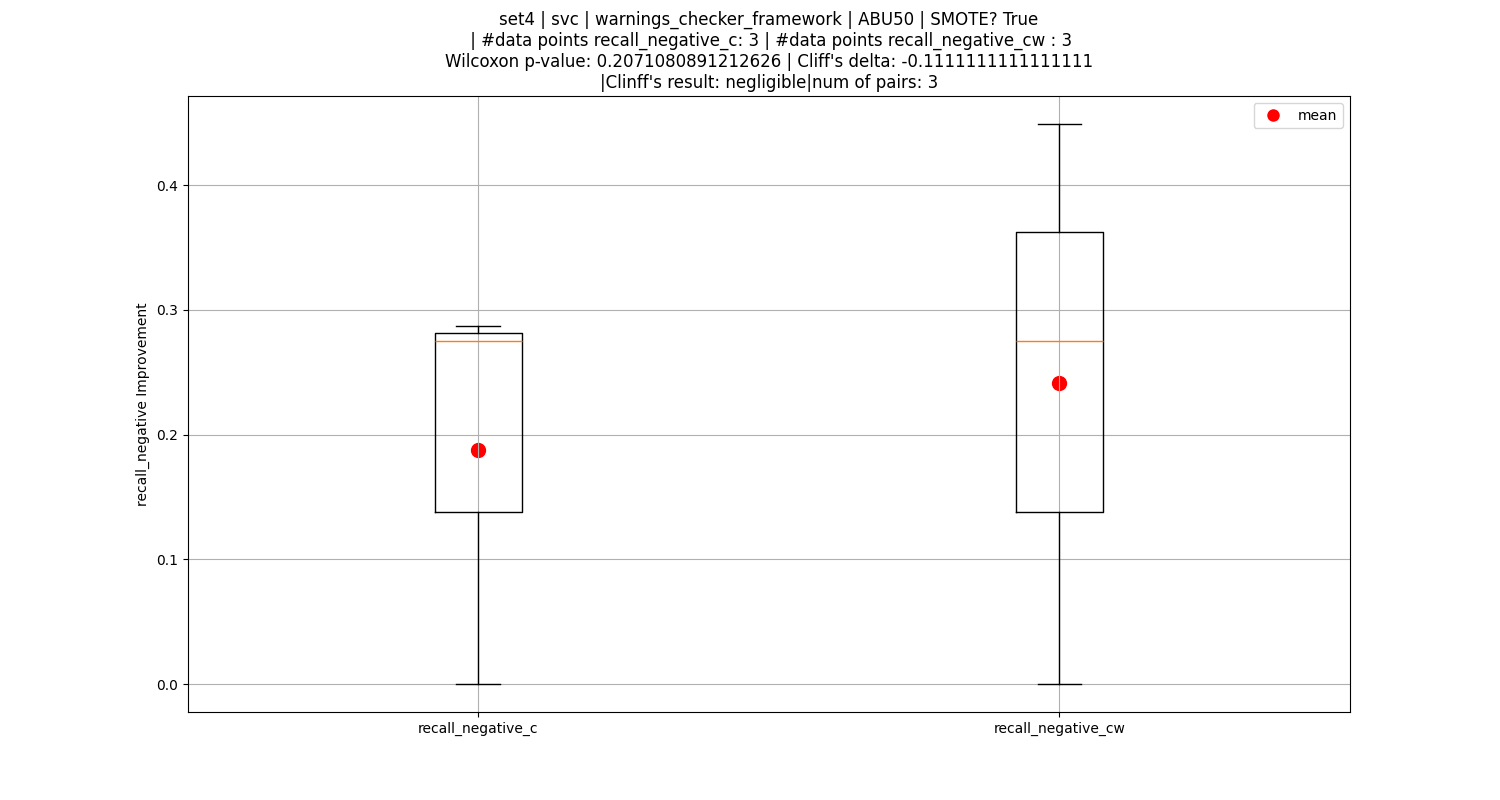 set4 | svc | warnings_checker_framework | ABU50 | SMOTE? True
| #data points recall_negative_c: 3 | #data points recall_negative_cw : 3
Wilcoxon p-value: 0.2071080891212626 | Cliff's delta: -0.1111111111111111
|Clinff's result: negligible|num of pairs: 3
mean
recall_negative Improvement
0.4
0.3
0.2
0.1
0.0
recall_negative_c
recall_negative_cw